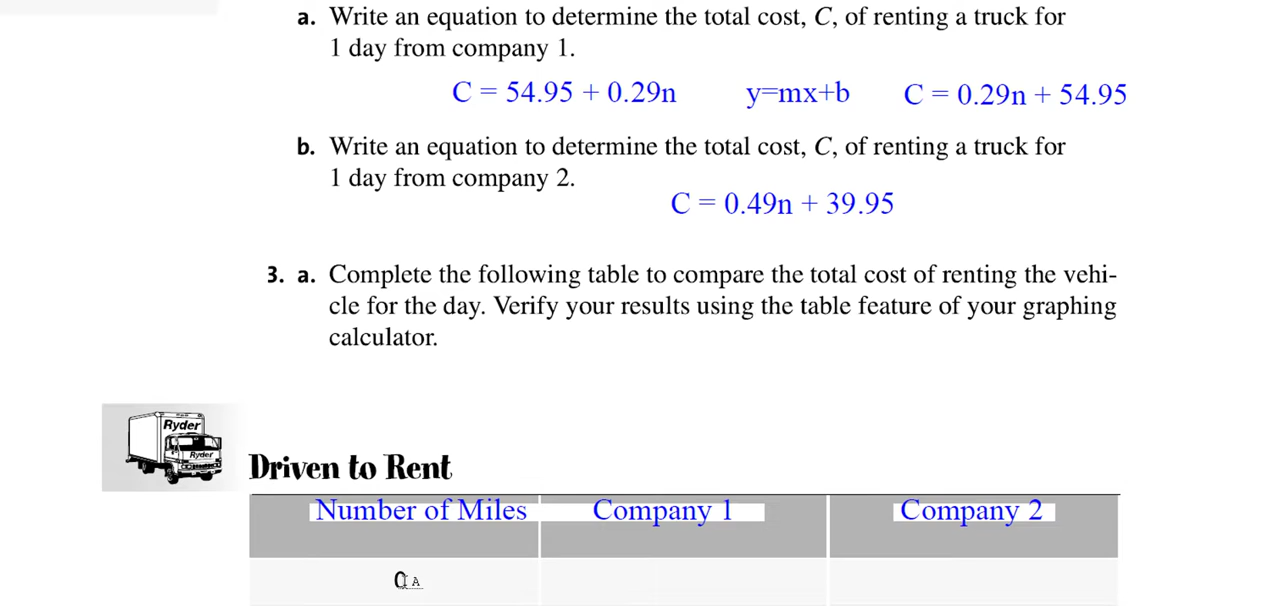 a. Write an equation to determine the total cost, C, of renting a truck for
1 day from company 1.
C = 54.95 + 0.29n y=mx+b C = 0.29n + 54.95
b. Write an equation to determine the total cost, C, of renting a truck for
1 day from company 2.
C = 0.49n + 39.95
3. a. Complete the following table to compare the total cost of renting the vehi-
cle for the day. Verify your results using the table feature of your graphing
calculator.
Ryder
Ryder
Driven to Rent
Number of Miles Company 1 Company 2
0